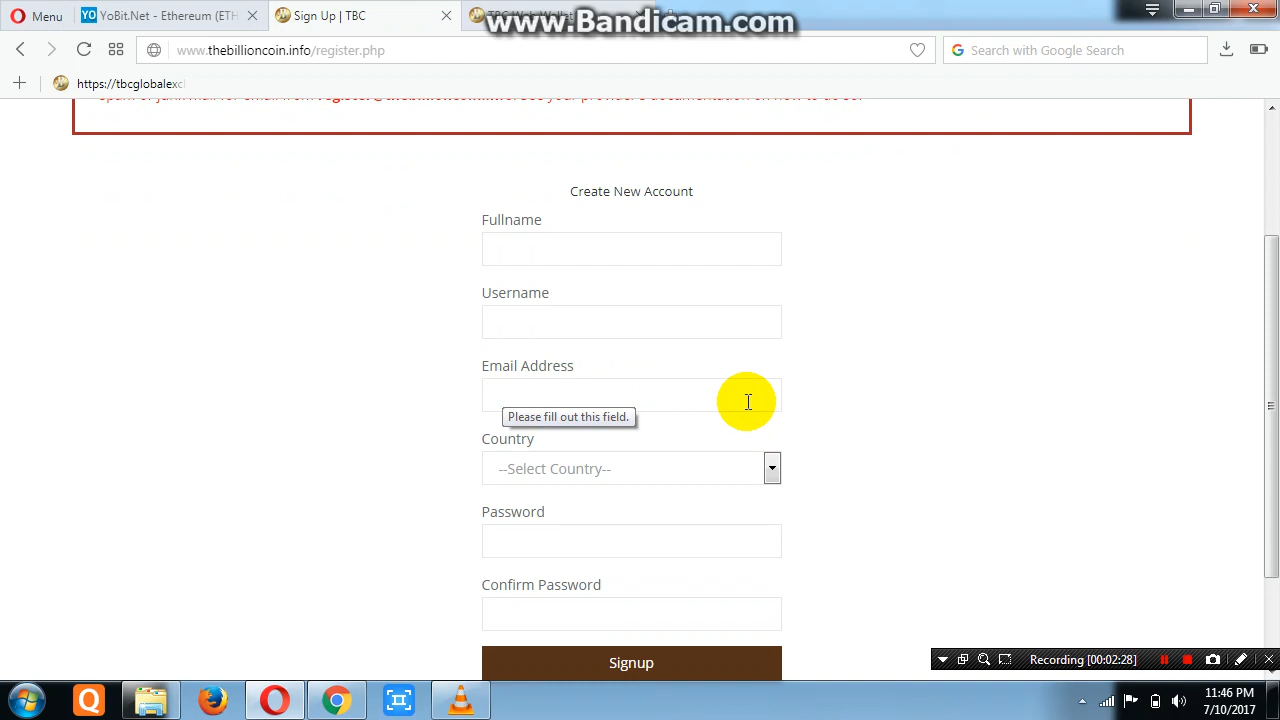 www.Bandicam.com
Menu
YO YoBit.Net - Ethereum (ETH
Sign Up | TBC
www.thebillioncoin.info/register.php
Search with Google Search
https://tbcglobalexcl
Create New Account
Fullname
Username
Email Address
Please fill out this field.
Country
--Select Country--
Password
Confirm Password
Signup
Recording [00:02:28]
Q
11:46 PM
7/10/2017